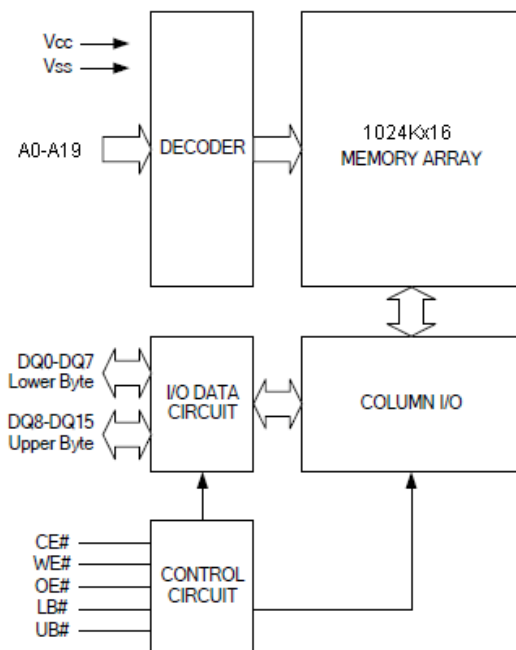 Vcc
Vss
A0-A19
DECODER
1024Kx16
MEMORY ARRAY
DQ0-DQ7
Lower Byte
DQ8-DQ15
Upper Byte
I/O DATA
CIRCUIT
COLUMN I/O
CE#
WE#
OE#
LB#
UB#
CONTROL
CIRCUIT